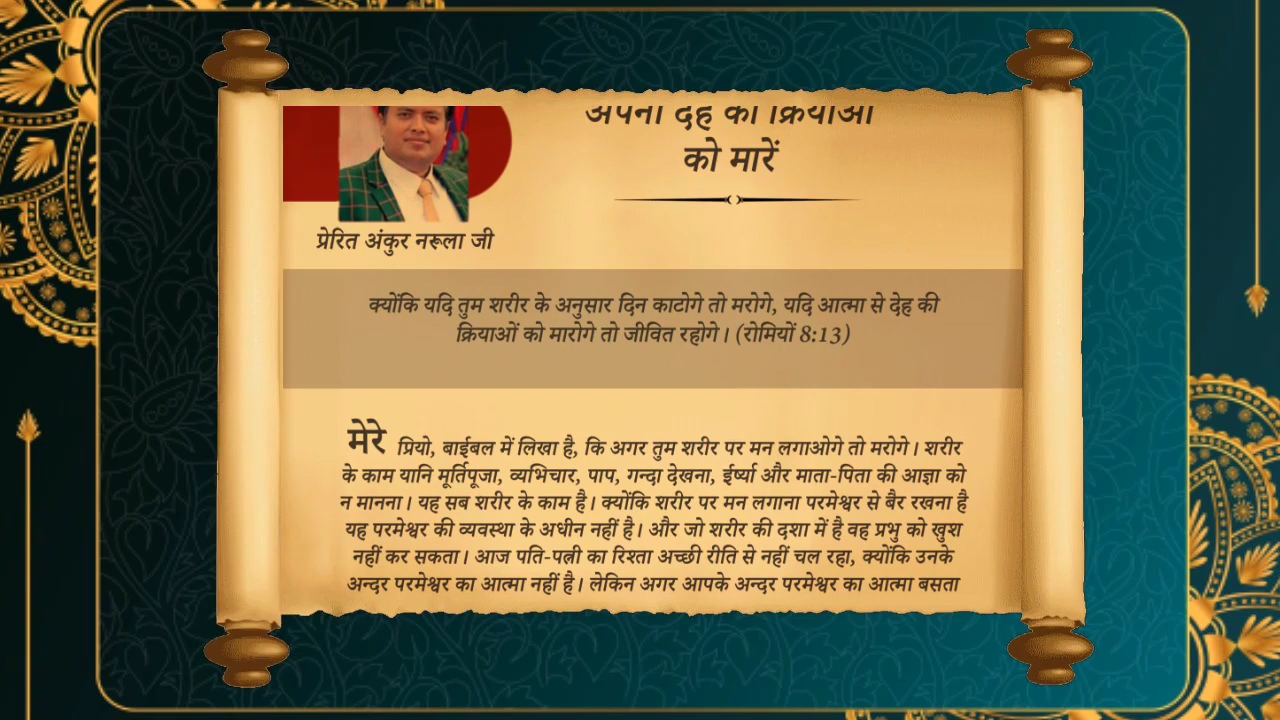 अपनी देह की क्रियाओं
को मारें
प्रेरित अंकुर नरूला जी
क्योंकि यदि तुम शरीर के अनुसार दिन काटोगे तो मरोगे, यदि आत्मा से देह की
क्रियाओं को मारोगे तो जीवित रहोगे। (रोमियों 8:13)
मेरे प्रियो, बाईबल में लिखा है, कि अगर तुम शरीर पर मन लगाओगे तो मरोगे। शरीर
के काम यानि मूर्तिपूजा, व्यभिचार, पाप, गन्दा देखना, ईर्ष्या और माता-पिता की आज्ञा को
न मानना। यह सब शरीर के काम है। क्योंकि शरीर पर मन लगाना परमेश्वर से बैर रखना है
यह परमेश्वर की व्यवस्था के अधीन नहीं है। और जो शरीर की दशा में है वह प्रभु को खुश
नहीं कर सकता। आज पति-पत्नी का रिश्ता अच्छी रीति से नहीं चल रहा, क्योंकि उनके
अन्दर परमेश्वर का आत्मा नहीं है। लेकिन अगर आपके अन्दर परमेश्वर का आत्मा बसता